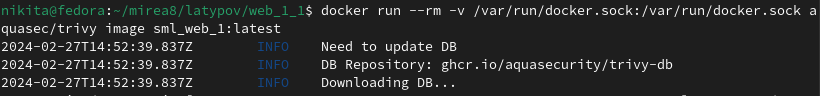 nikita@fedora:~/mirea8/latypov/web_1_1$ docker run --rm -v /var/run/docker.sock:/var/run/docker.sock a
quasec/trivy image sml_web_1:latest
2024-02-27T14:52:39.837Z INFO Need to update DB
2024-02-27T14:52:39.837Z INFO DB Repository: ghcr.io/aquasecurity/trivy-db
2024-02-27T14:52:39.837Z INFO Downloading DB...